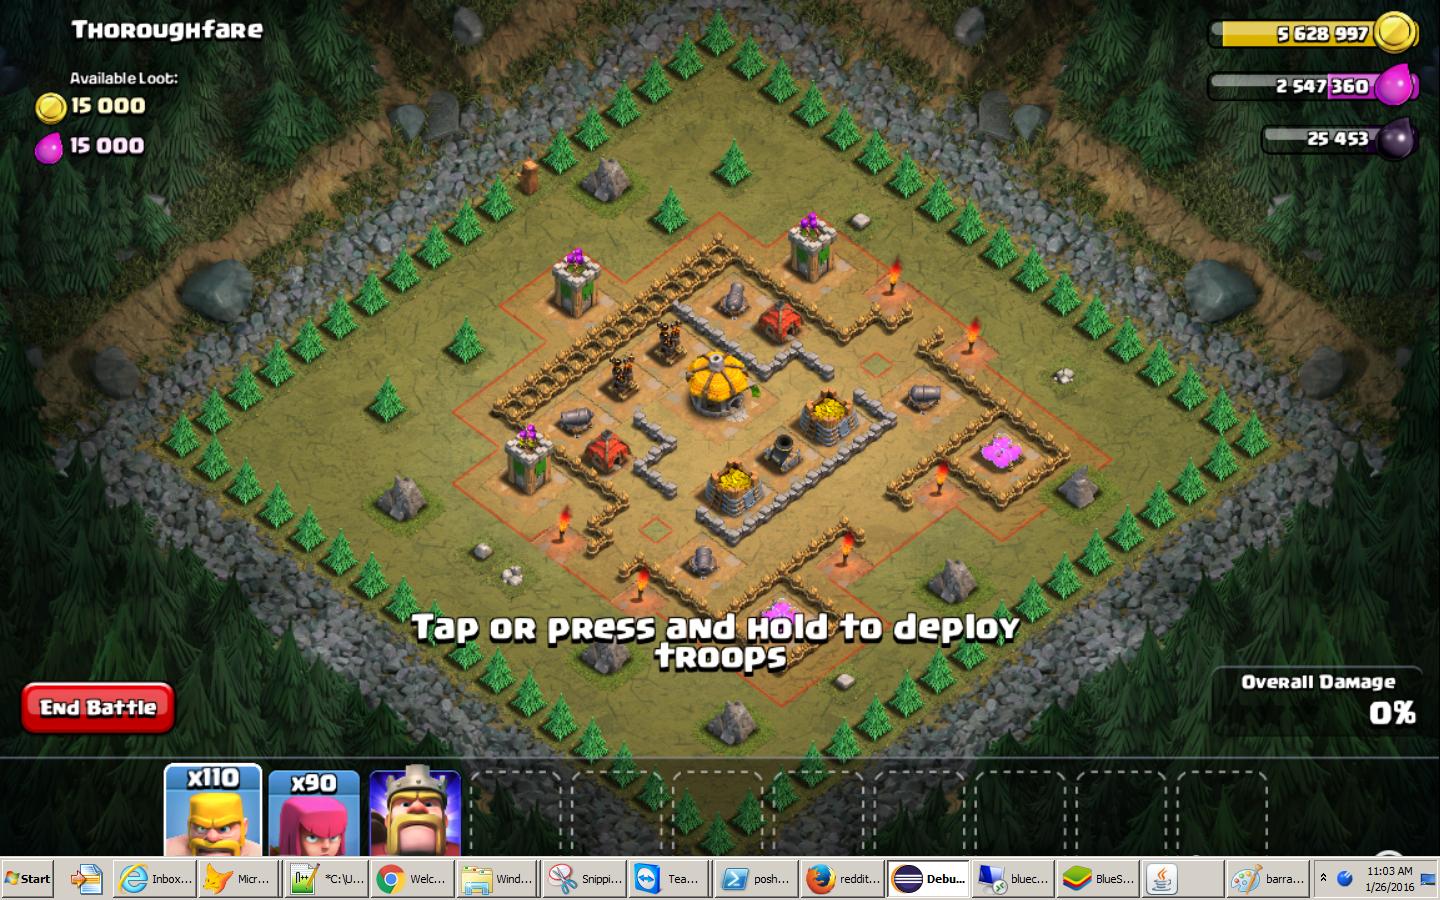 Thoroughfare
Available Loot:
15 000
15 000
5 628 997
2 547 360
25 453
Tap or press and hold to deploy
troops
End Battle
Overall Damage
0%
x110
x90
Start
Inbox...
Micr...
*C:\U...
Welc...
Wind...
Snippi...
Tea...
posh...
reddit...
Debu...
bluec...
BlueS...
barra...
11:03 AM
1/26/2016